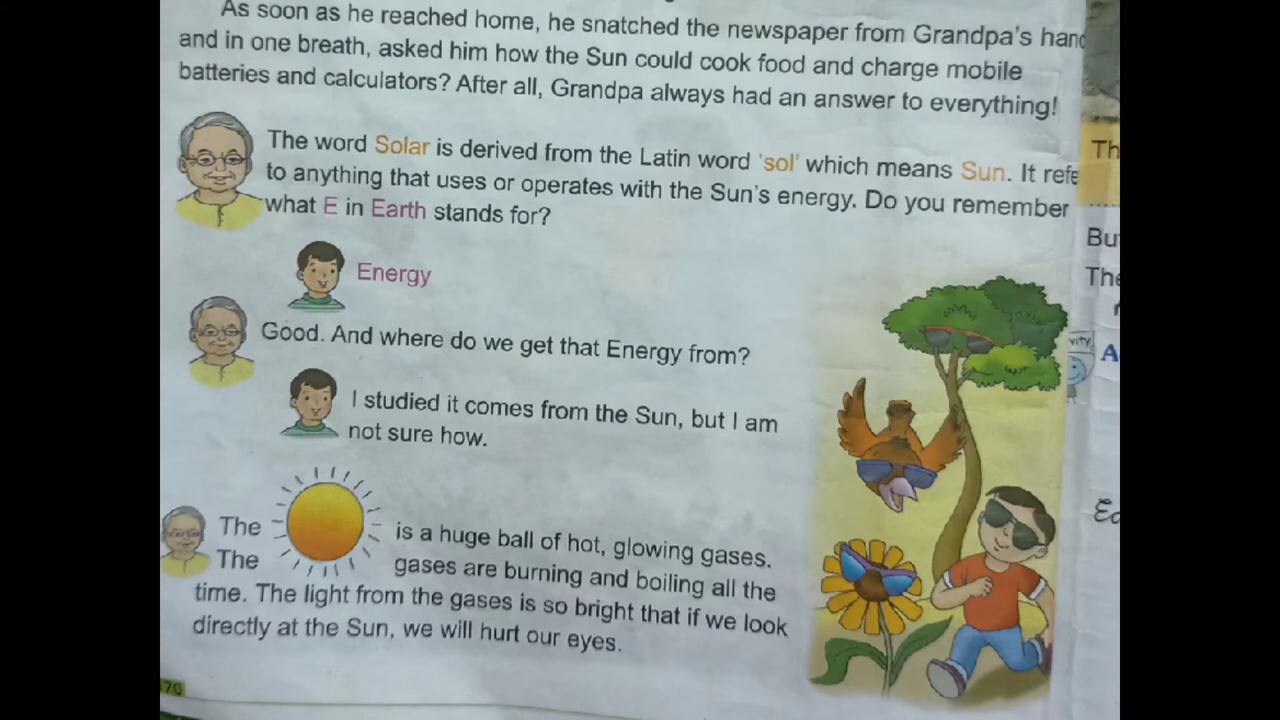 As soon as he reached home, he snatched the newspaper from Grandpa's hand
and in one breath, asked him how the Sun could cook food and charge mobile
batteries and calculators? After all, Grandpa always had an answer to everything!
The word Solar is derived from the Latin word 'sol' which means Sun. It refe
to anything that uses or operates with the Sun's energy. Do you remember
what E in Earth stands for?
Energy
Good. And where do we get that Energy from?
I studied it comes from the Sun, but I am
not sure how.
The is a huge ball of hot, glowing gases.
The gases are burning and boiling all the
time. The light from the gases is so bright that if we look
directly at the Sun, we will hurt our eyes.
70
Th
Bu
The
VITY
A